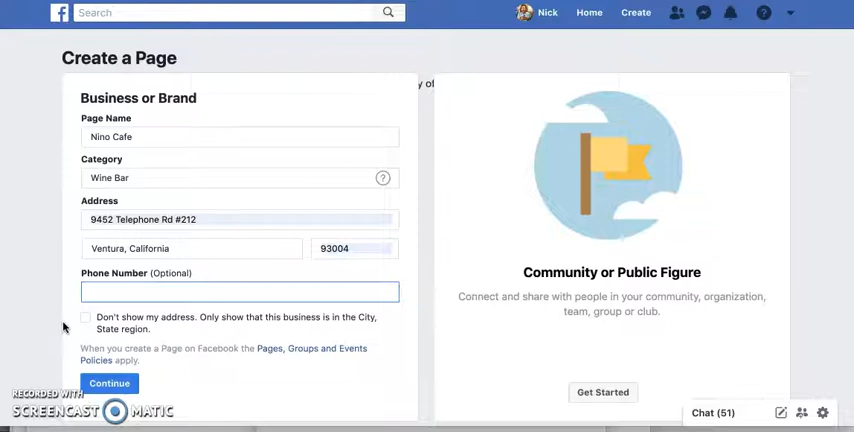 f
Search
Nick
Home
Create
?
Create a Page
y of
Business or Brand
Page Name
Nino Cafe
Category
Wine Bar
?
Address
9452 Telephone Rd #212
Ventura, California
93004
Phone Number (Optional)
Don't show my address. Only show that this business is in the City,
State region.
When you create a Page on Facebook the Pages, Groups and Events
Policies apply.
Continue
Community or Public Figure
Connect and share with people in your community, organization,
team, group or club.
Get Started
Chat (51)
RECORDED WITH
SCREENCAST MATIC